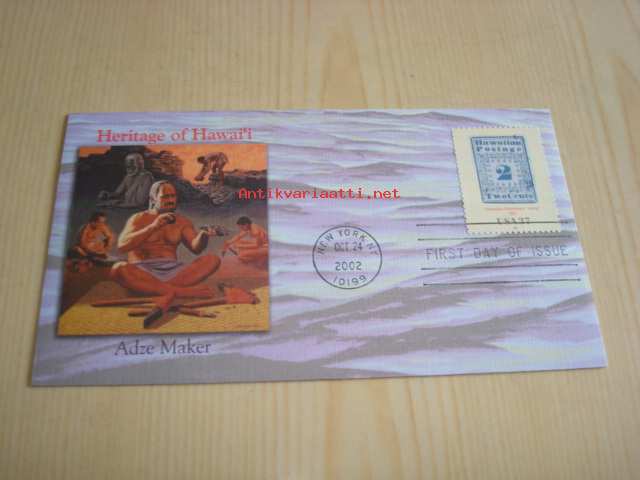 Heritage of Hawai'i
Antikvariaatti.net
Adze Maker
NEW YORK, NY
OCT 24
2002
10199
Hawaiian
Postage
2
Two Cents
USA 37
FIRST DAY OF ISSUE